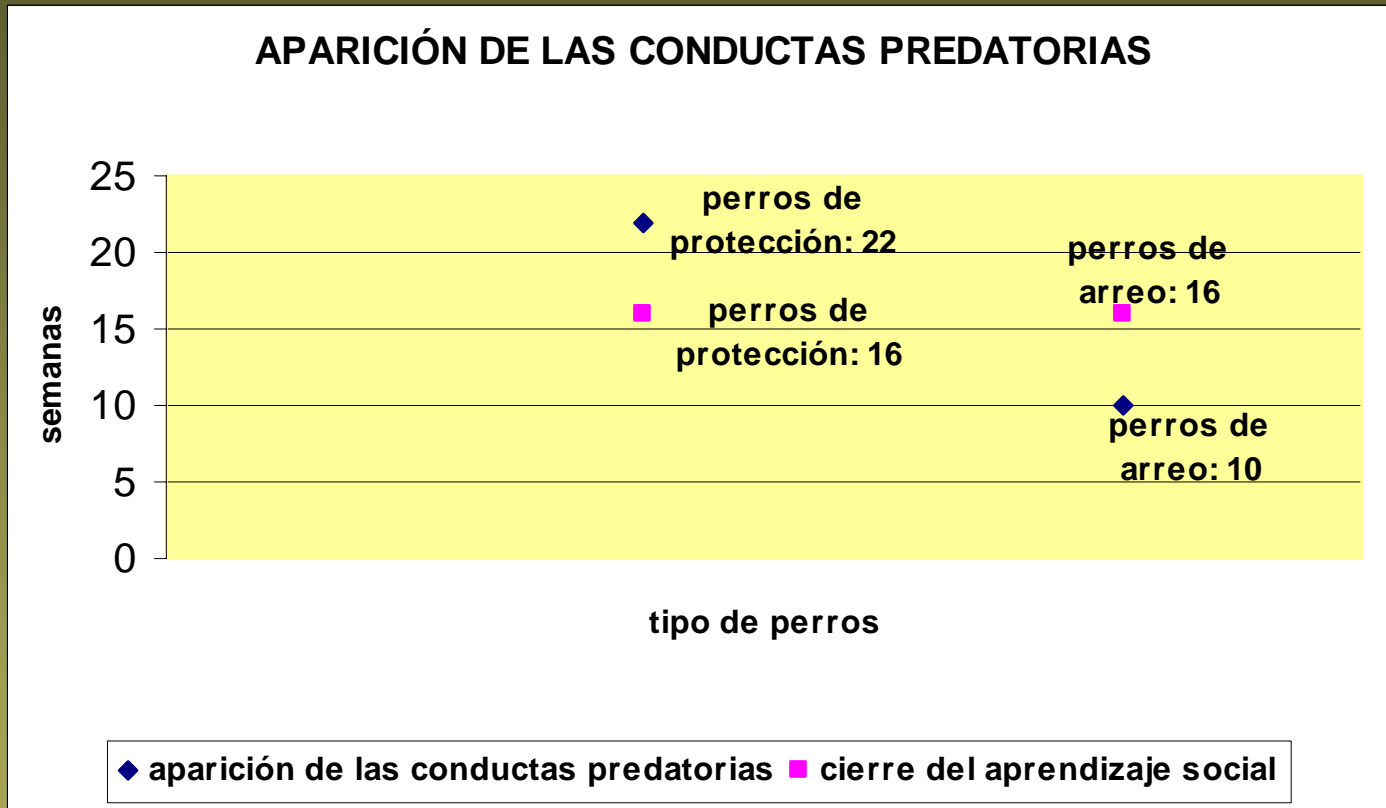 APARICIÓN DE LAS CONDUCTAS PREDATORIAS
25
20
15
10
5
0
semanas
perros de
protección: 22
perros de
arreo: 16
perros de
protección: 16
perros de
arreo: 10
tipo de perros
aparición de las conductas predatorias
cierre del aprendizaje social